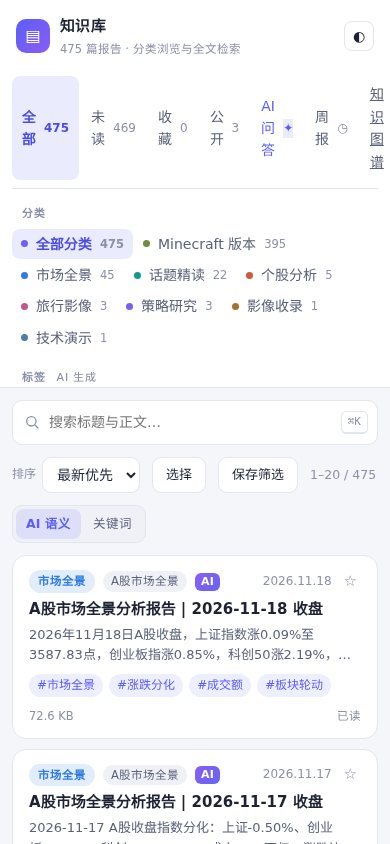 知识库
475 篇报告 · 分类浏览与全文检索
全部 475
未读 469
收藏 0
公开 3
AI 问答 ✦
周报
知识图谱
分类
全部分类 475
Minecraft 版本 395
市场全景 45
话题精读 22
个股分析 5
旅行影像 3
策略研究 3
影像收录 1
技术演示 1
标签 AI 生成
搜索标题与正文… ⌘K
排序 最新优先 选择 保存筛选 1–20 / 475
AI 语义 关键词
市场全景 A股市场全景 AI 2026.11.18 ☆
A股市场全景分析报告 | 2026-11-18 收盘
2026年11月18日A股收盘，上证指数涨0.09%至
3587.83点，创业板指涨0.85%，科创50涨2.19%，…
#市场全景 #涨跌分化 #成交额 #板块轮动
72.6 KB 已读
市场全景 A股市场全景 AI 2026.11.17 ☆
A股市场全景分析报告 | 2026-11-17 收盘
2026-11-17 A股收盘指数分化：上证-0.50%、创业